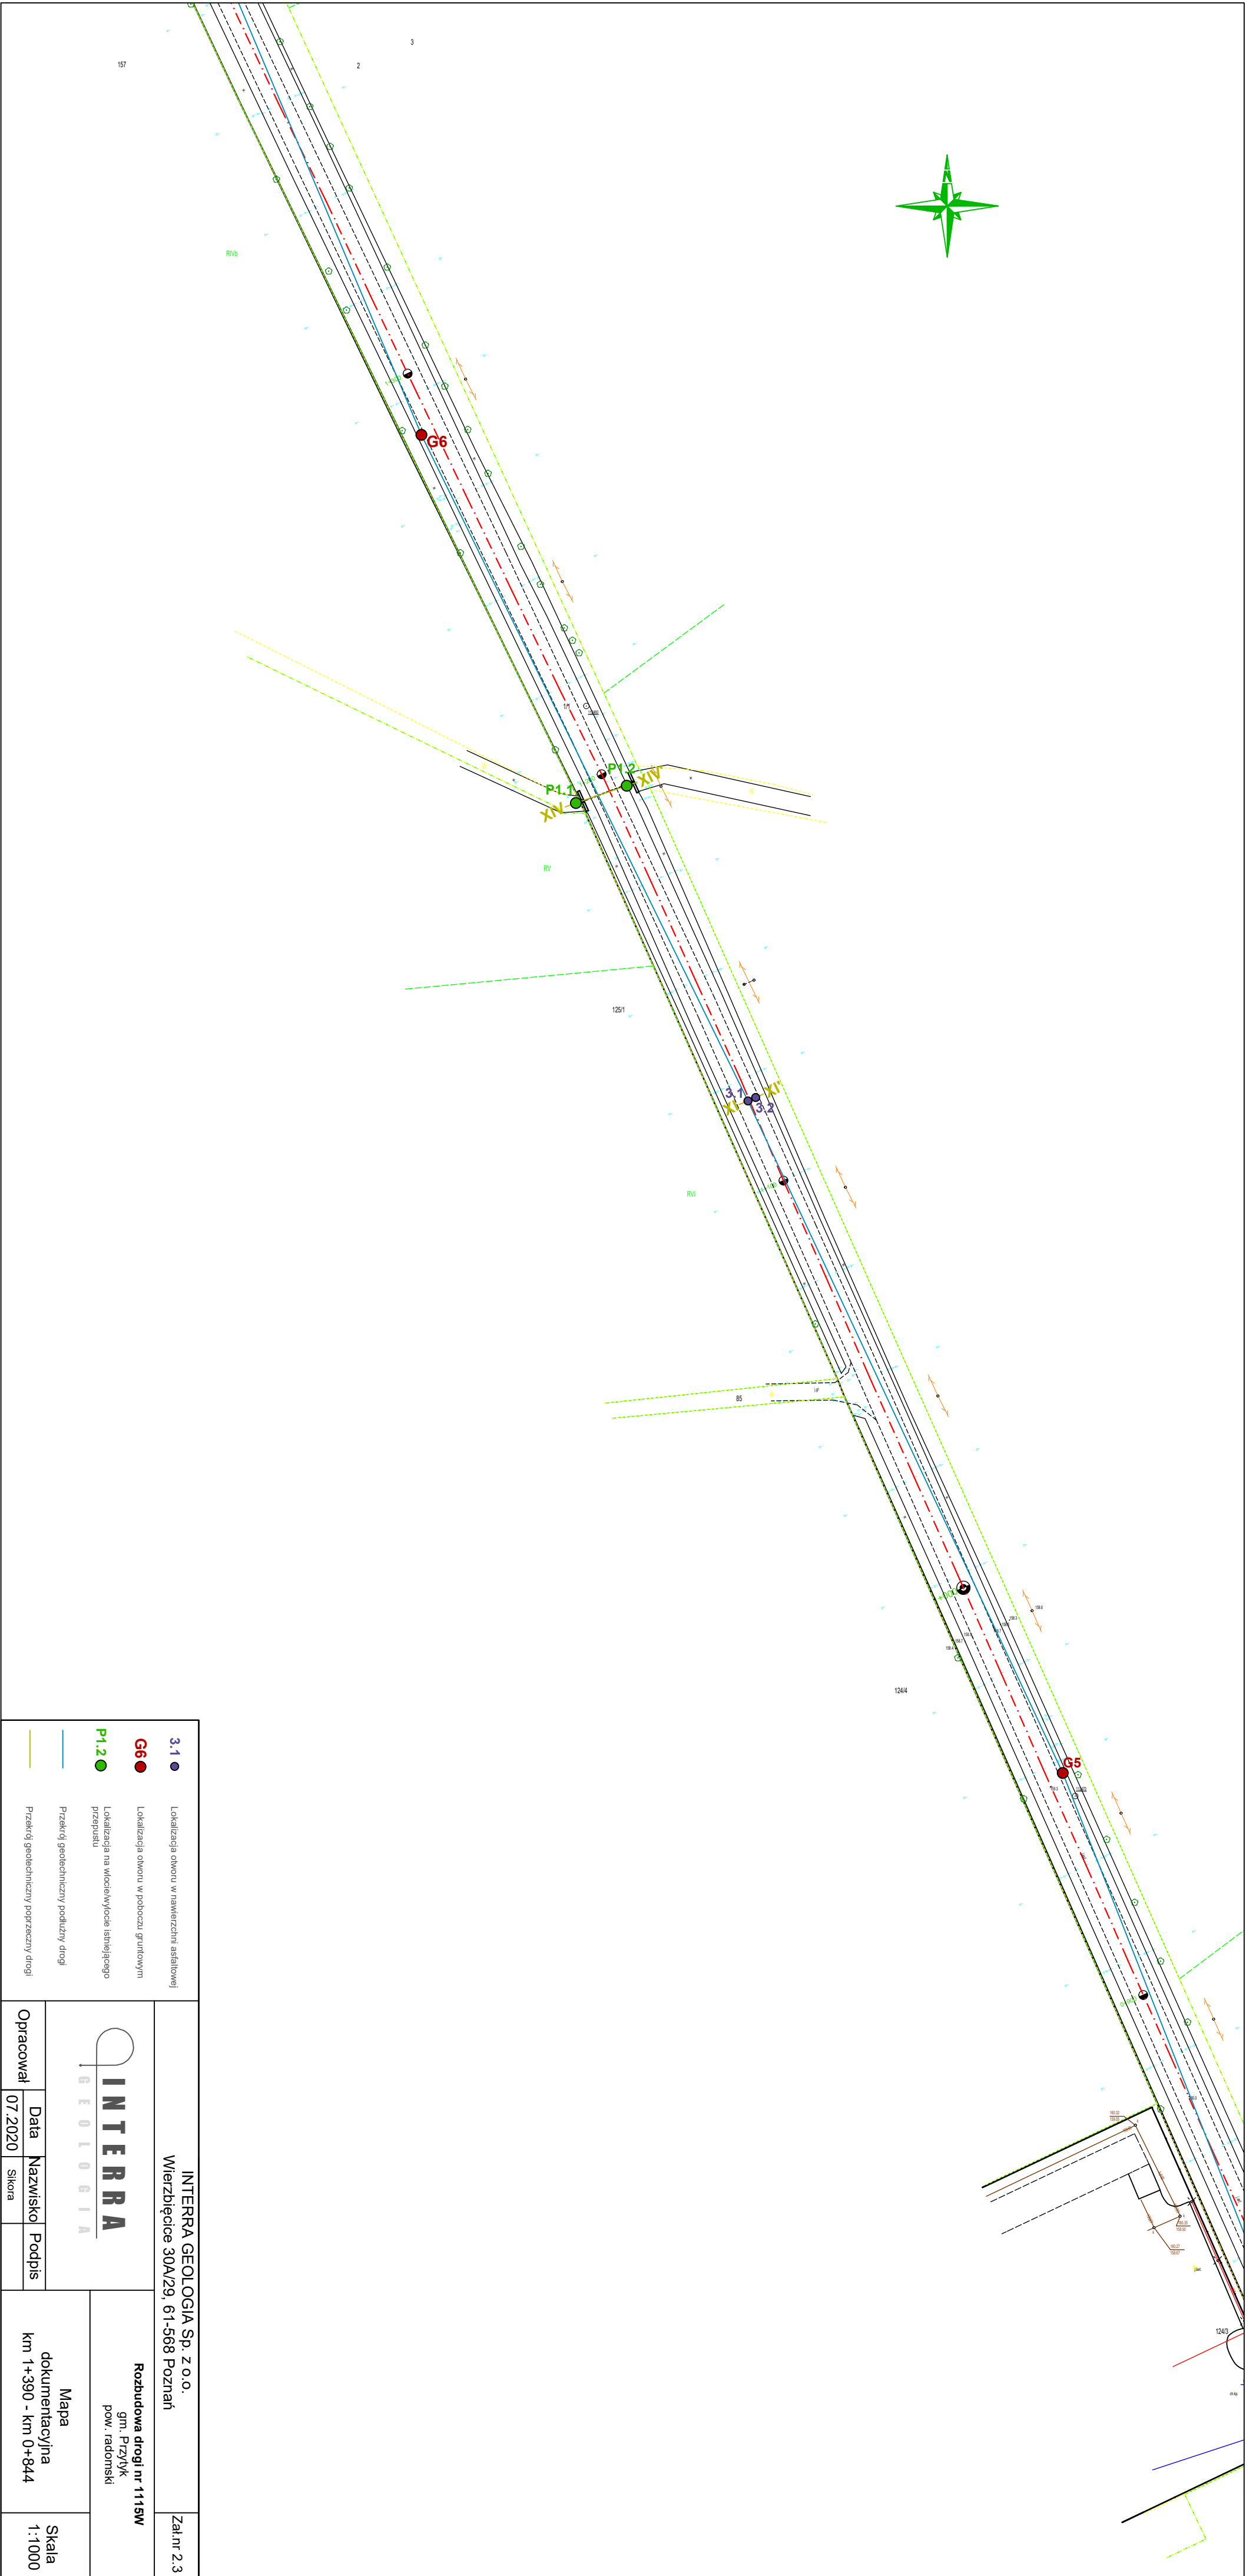 157
3
2
N
RIVb
G6
1/1
P1.2
XIV'
P1.1
XIV
RV
125/1
3.1
XI'
XI
3.2
RVI
85
124/4
G5
124/3
3.1
Lokalizacja otworu w nawierzchni asfaltowej
G6
Lokalizacja otworu w poboczu gruntowym
P1.2
Lokalizacja na wlocie/wylocie istniejącego
przepustu
Przekrój geotechniczny podłużny drogi
Przekrój geotechniczny poprzeczny drogi
INTERRA GEOLOGIA Sp. z o.o.
Wierzbięcice 30A/29, 61-568 Poznań
Zał.nr 2.3
INTERRA
GEOLOGIA
Rozbudowa drogi nr 1115W
gm. Przytyk
pow. radomski
Opracował
Data
Nazwisko
Podpis
07.2020
Sikora
Mapa
dokumentacyjna
km 1+390 - km 0+844
Skala
1:1000